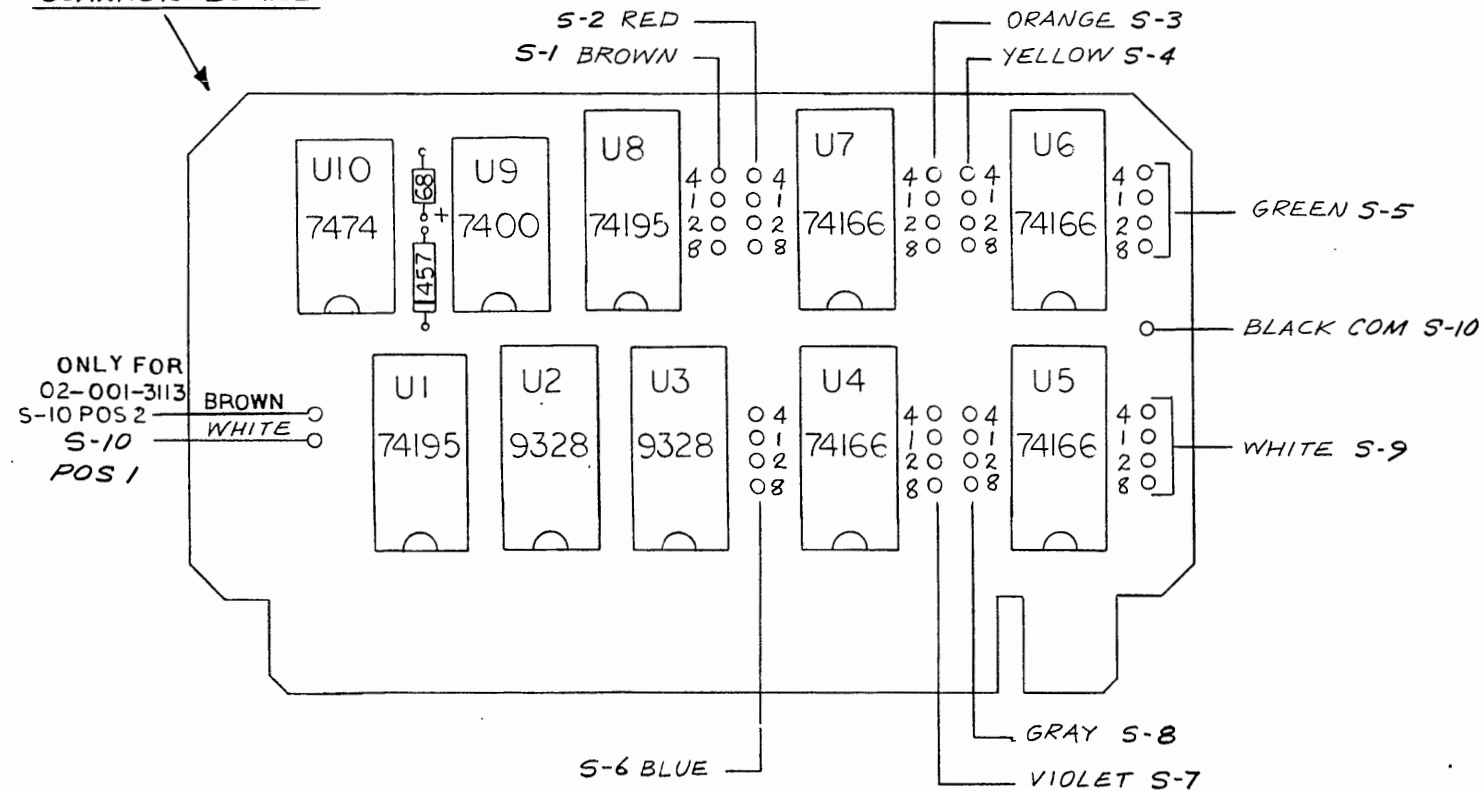 S-2 RED
S-1 BROWN
ORANGE S-3
YELLOW S-4
U10
7474
68
+
457
U9
7400
U8
74195
4
1
2
8
4
1
2
8
U7
74166
4
1
2
8
4
1
2
8
U6
74166
4
1
2
8
GREEN S-5
BLACK COM S-10
ONLY FOR
02-001-3113
S-10 POS 2
BROWN
S-10
WHITE
POS 1
U1
74195
U2
9328
U3
9328
4
1
2
8
U4
74166
4
1
2
8
4
1
2
8
U5
74166
4
1
2
8
WHITE S-9
S-6 BLUE
GRAY S-8
VIOLET S-7